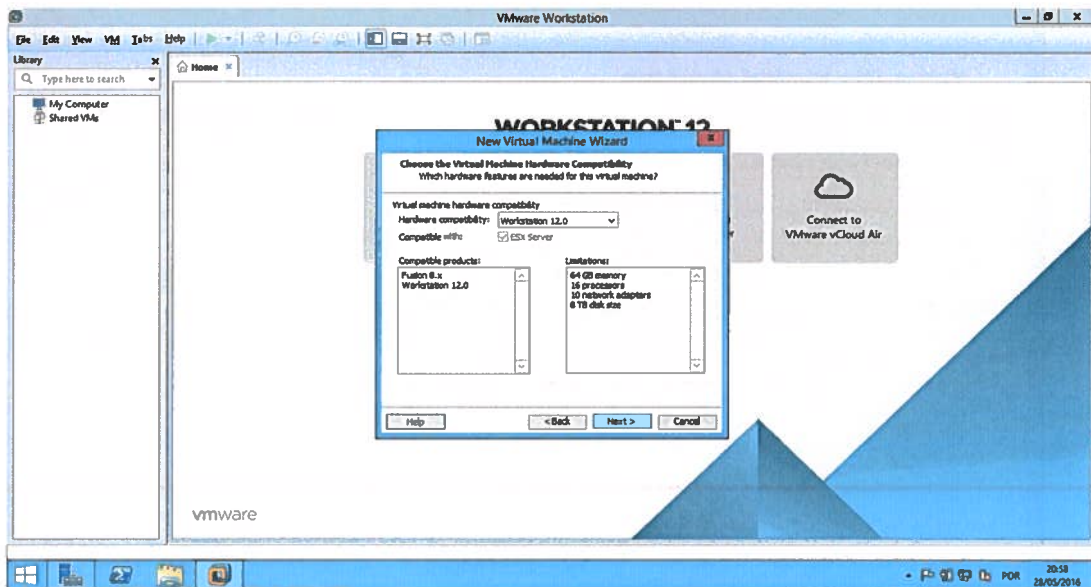 VMware Workstation
File Edit View VM Tabs Help
Library
Type here to search
My Computer
Shared VMs
Home
WORKSTATION™ 12
New Virtual Machine Wizard
Choose the Virtual Machine Hardware Compatibility
Which hardware features are needed for this virtual machine?
Virtual machine hardware compatibility
Hardware compatibility: Workstation 12.0
Compatible with: ESX Server
Compatible products:
Fusion 8.x
Workstation 12.0
Limitations:
64 GB memory
16 processors
10 network adapters
8 TB disk size
Help < Back Next > Cancel
Connect to
VMware vCloud Air
vmware
POR 20:58
28/05/2016